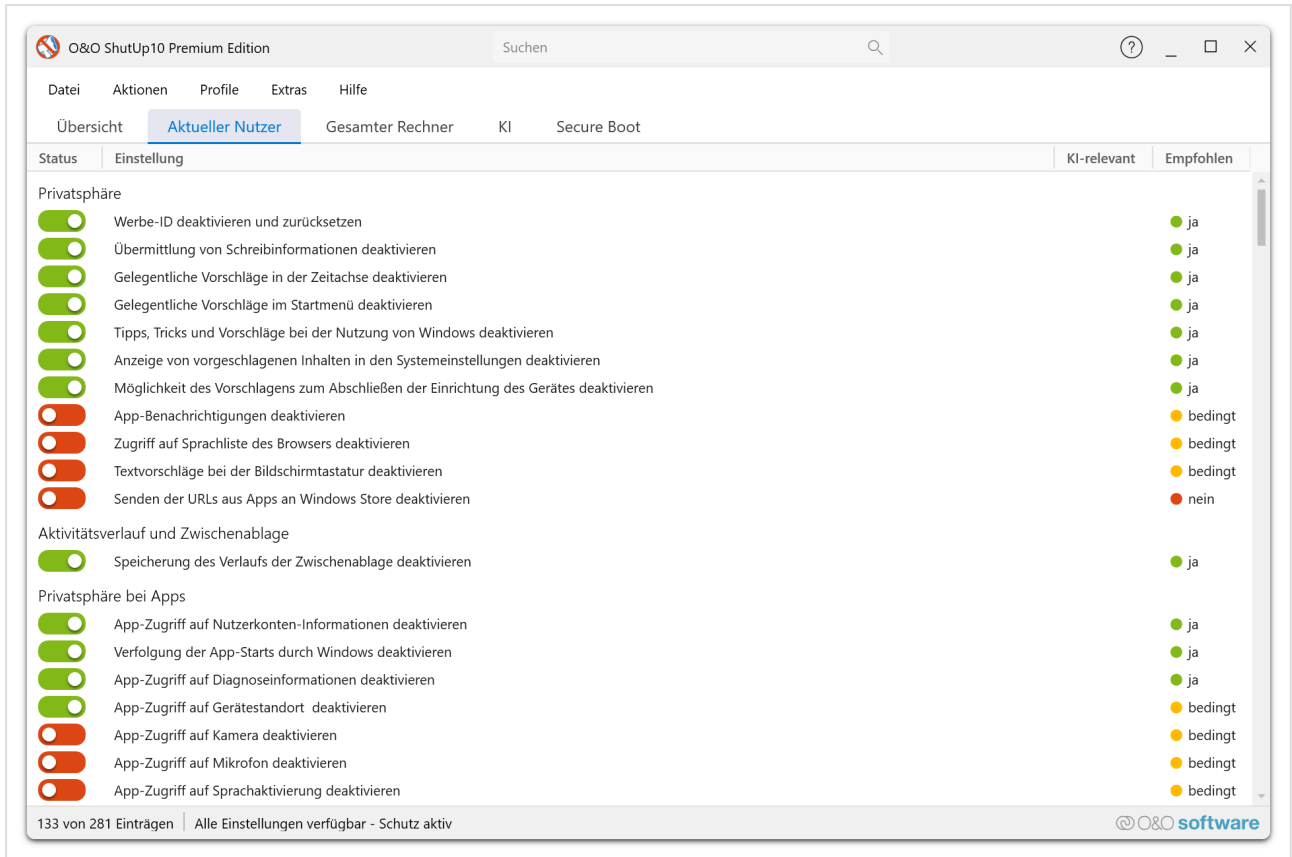 O&O ShutUp10 Premium Edition
Suchen
?
Datei Aktionen Profile Extras Hilfe
Übersicht Aktueller Nutzer Gesamter Rechner KI Secure Boot
Status Einstellung KI-relevant Empfohlen
Privatsphäre
Werbe-ID deaktivieren und zurücksetzen ja
Übermittlung von Schreibinformationen deaktivieren ja
Gelegentliche Vorschläge in der Zeitachse deaktivieren ja
Gelegentliche Vorschläge im Startmenü deaktivieren ja
Tipps, Tricks und Vorschläge bei der Nutzung von Windows deaktivieren ja
Anzeige von vorgeschlagenen Inhalten in den Systemeinstellungen deaktivieren ja
Möglichkeit des Vorschlagens zum Abschließen der Einrichtung des Gerätes deaktivieren ja
App-Benachrichtigungen deaktivieren bedingt
Zugriff auf Sprachliste des Browsers deaktivieren bedingt
Textvorschläge bei der Bildschirmtastatur deaktivieren bedingt
Senden der URLs aus Apps an Windows Store deaktivieren nein
Aktivitätsverlauf und Zwischenablage
Speicherung des Verlaufs der Zwischenablage deaktivieren ja
Privatsphäre bei Apps
App-Zugriff auf Nutzerkonten-Informationen deaktivieren ja
Verfolgung der App-Starts durch Windows deaktivieren ja
App-Zugriff auf Diagnoseinformationen deaktivieren ja
App-Zugriff auf Gerätestandort deaktivieren bedingt
App-Zugriff auf Kamera deaktivieren bedingt
App-Zugriff auf Mikrofon deaktivieren bedingt
App-Zugriff auf Sprachaktivierung deaktivieren bedingt
133 von 281 Einträgen Alle Einstellungen verfügbar - Schutz aktiv O&O software